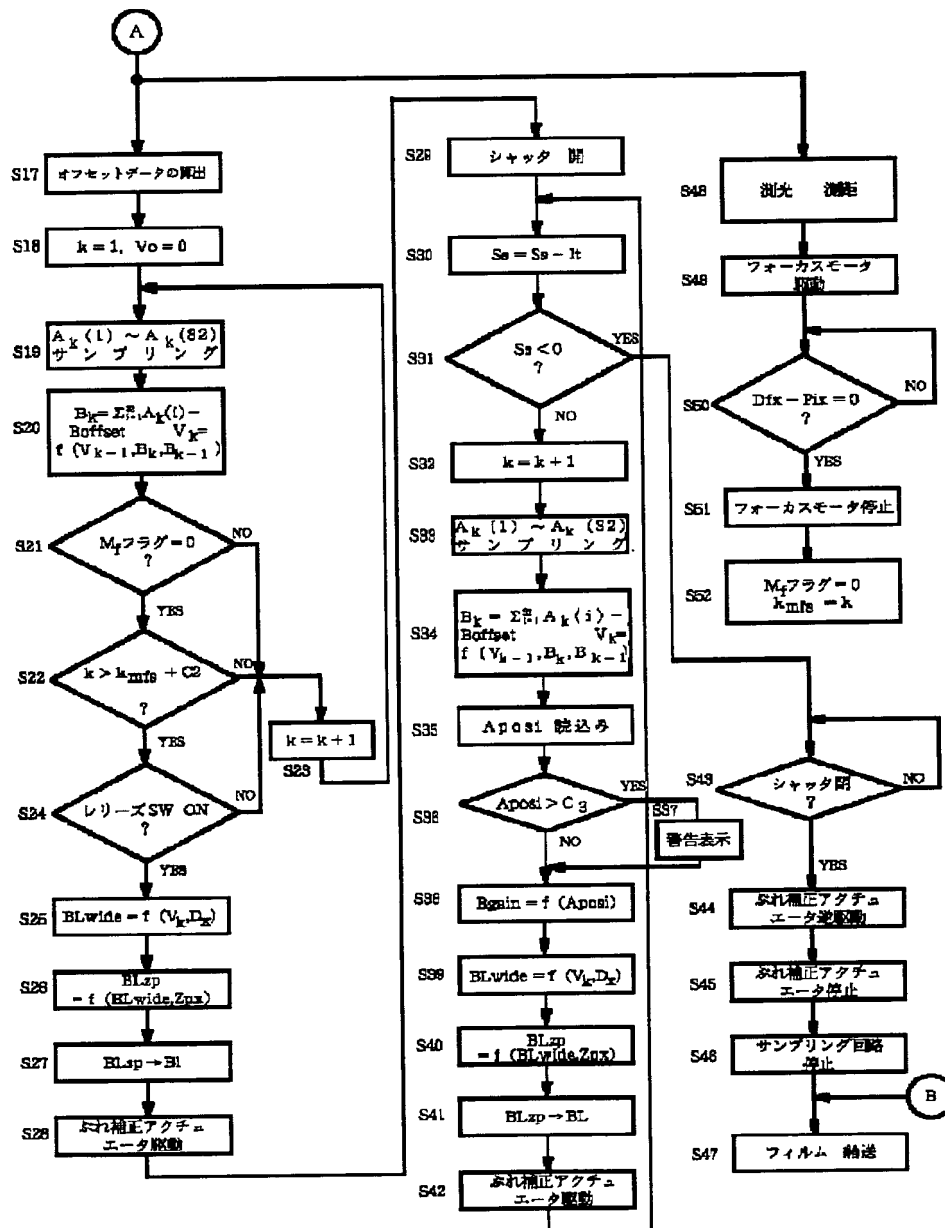 A
S17
オフセットデータの算出
S18
k=1, Vo=0
S19
Ak(1)～Ak(S2)
サンプリング
S20
Boffset Vk=
f(Vk-1,Bk,Bk-1)
S21
Mfフラグ=0
?
NO
YES
S22
k>kmfs+C2
?
NO
YES
k=k+1
S23
S24
レリーズSW ON
?
NO
YES
S25
BLwide=f(Vk,Dx)
S26
BLzp
=f(BLwide,Zpx)
S27
BLsp→Bl
S28
ぶれ補正アクチュ
エータ駆動
S29
シャッタ 開
S30
Ss=Ss-It
S31
Ss<0
?
YES
NO
S32
k=k+1
S33
Ak(1)～Ak(S2)
サンプリング
S34
Boffset Vk=
f(Vk-1,Bk,Bk-1)
S35
Aposi 読込み
S36
Aposi>C3
YES
S37
警告表示
NO
S38
Bgain=f(Aposi)
S39
BLwide=f(Vk,Dx)
S40
BLzp
=f(BLwide,Zpx)
S41
BLzp→BL
S42
ぶれ補正アクチュ
エータ駆動
S48
測光 測距
S49
フォーカスモータ
駆動
S50
Dfx-Pfx=0
?
NO
YES
S51
フォーカスモータ停止
S52
Mfフラグ=0
kmfs=k
S43
シャッタ閉
?
NO
YES
S44
ぶれ補正アクチュ
エータ逆駆動
S45
ぶれ補正アクチュ
エータ停止
S46
サンプリング回路
停止
B
S47
フィルム 給送